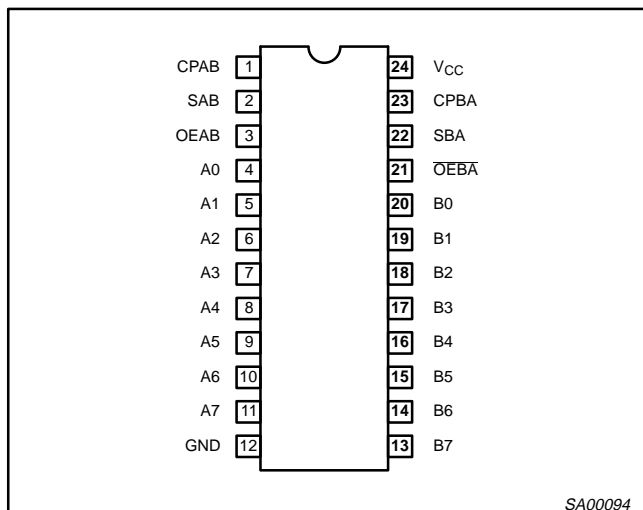 CPAB 1 24 VCC
SAB 2 23 CPBA
OEAB 3 22 SBA
A0 4 21 OEBA
A1 5 20 B0
A2 6 19 B1
A3 7 18 B2
A4 8 17 B3
A5 9 16 B4
A6 10 15 B5
A7 11 14 B6
GND 12 13 B7
SA00094